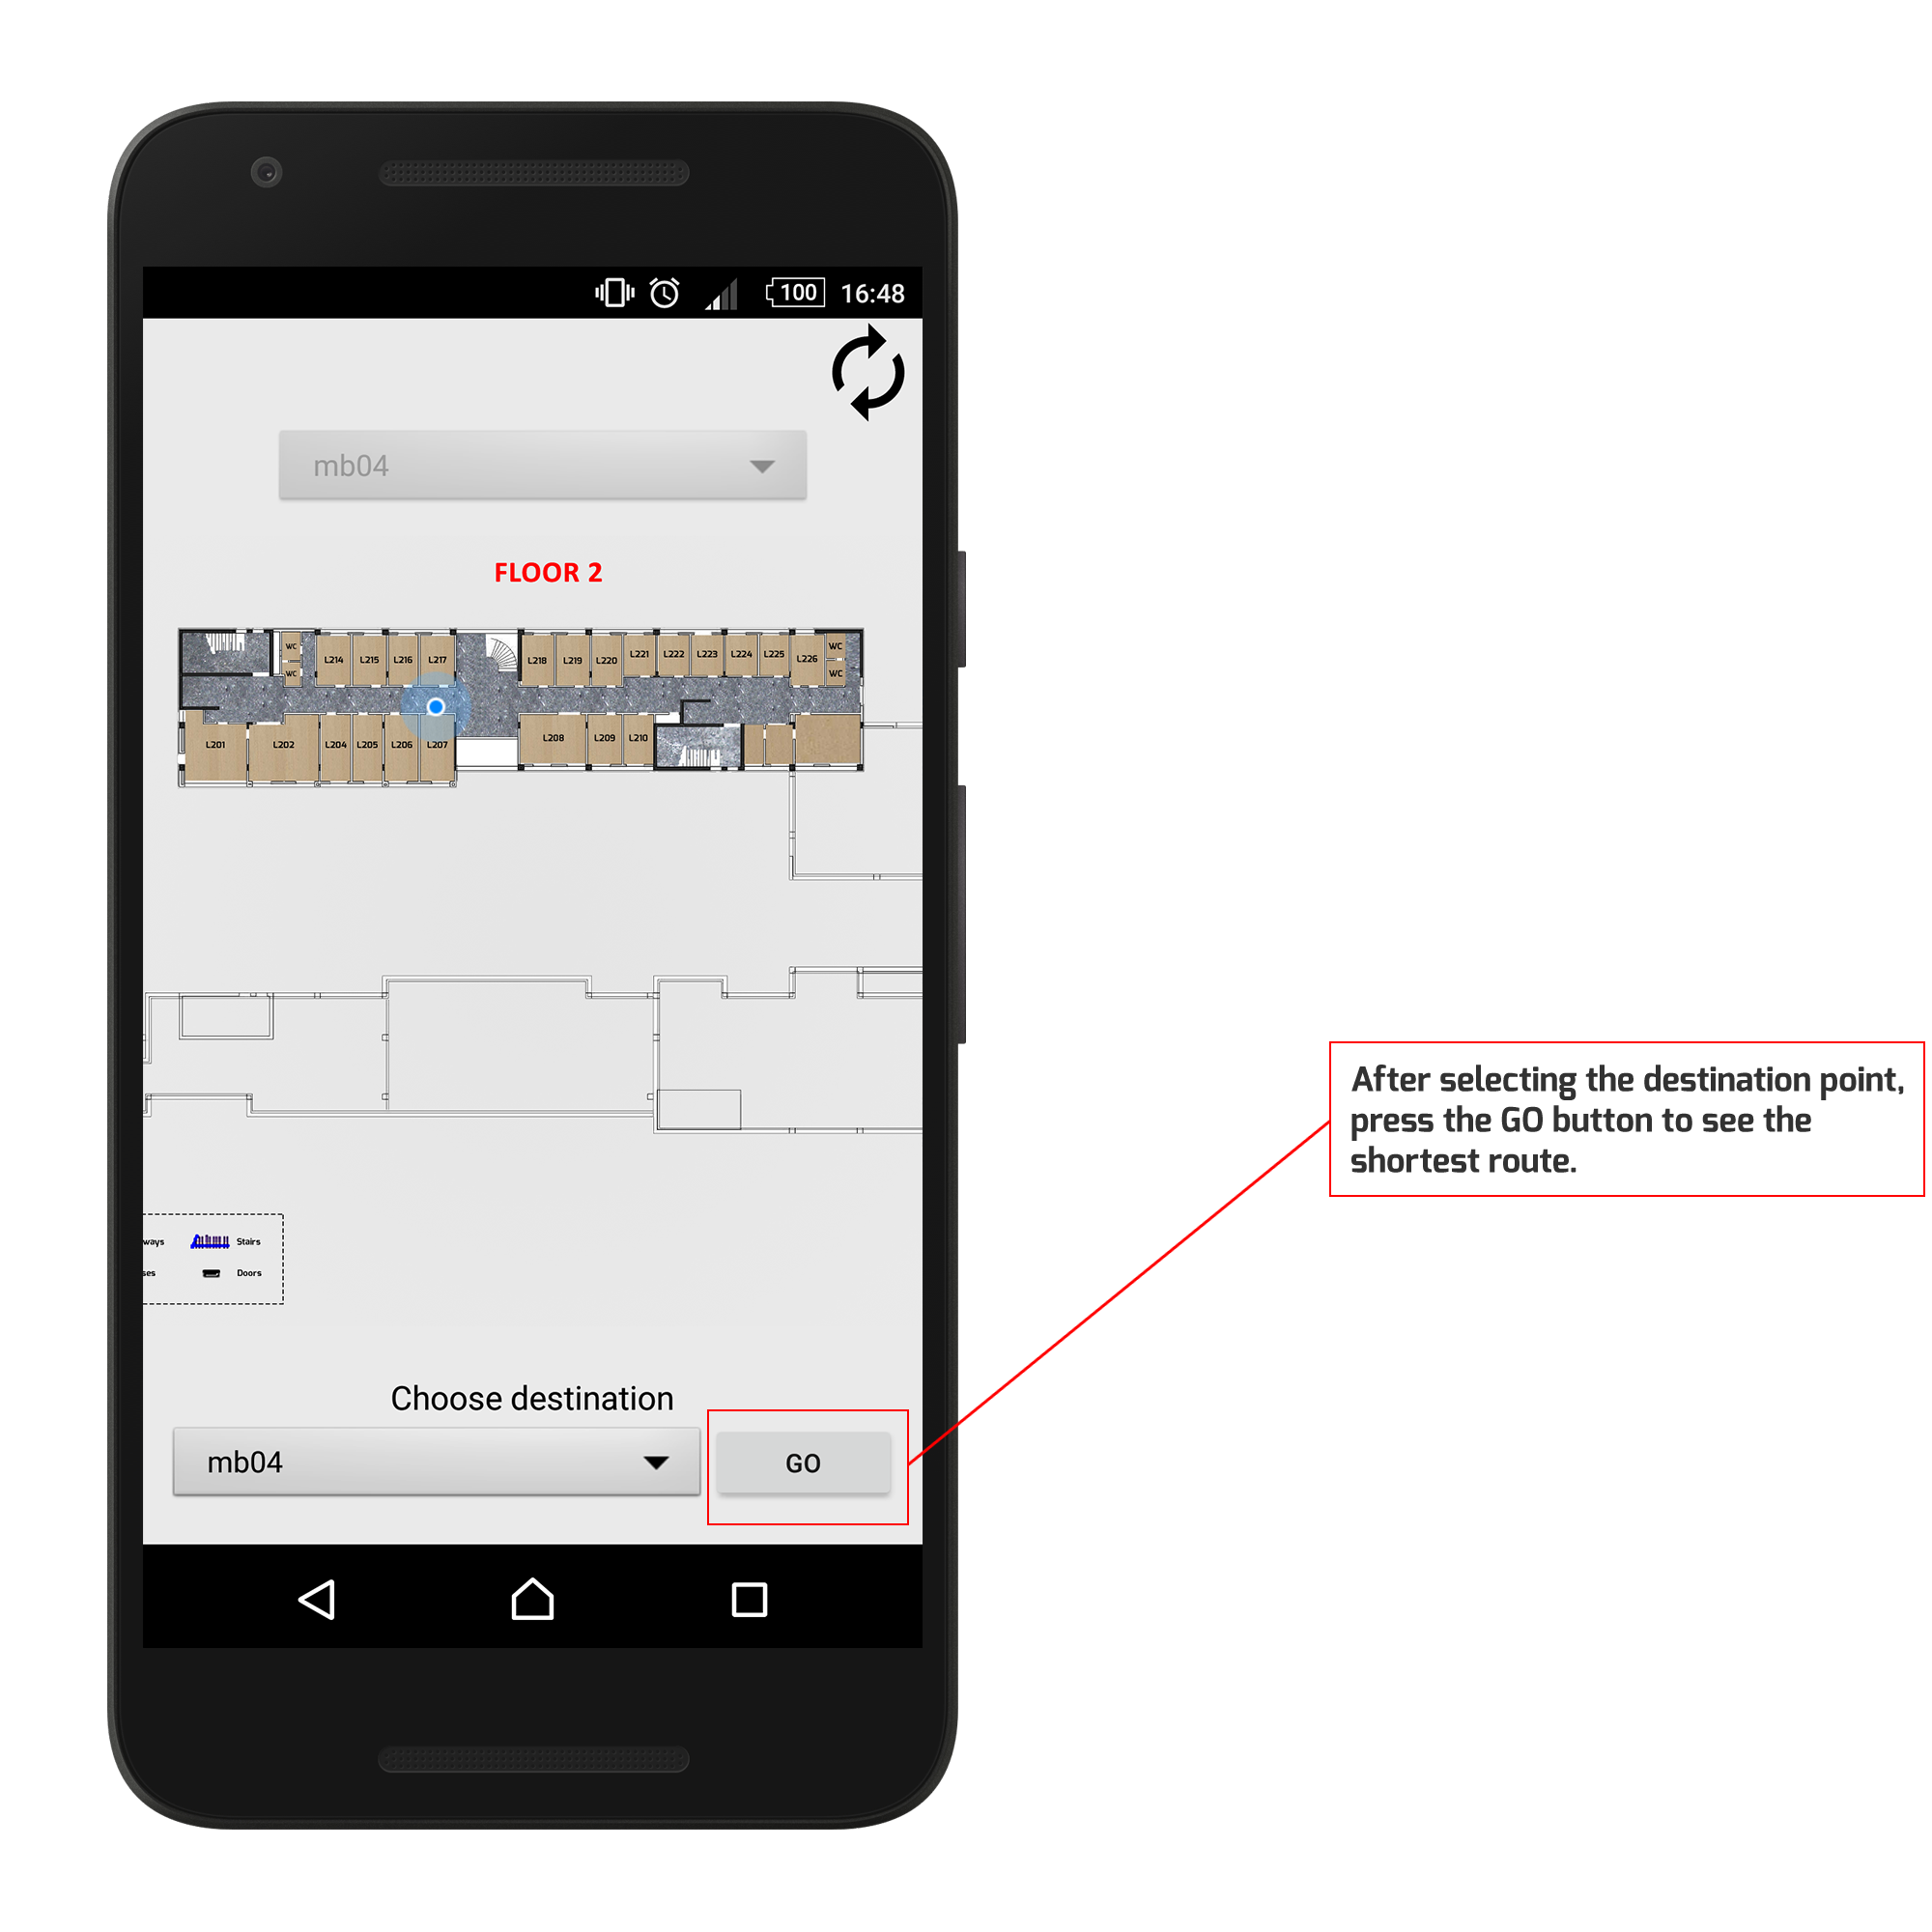 100 16:48
mb04
FLOOR 2
WC L214 L215 L216 L217 L218 L219 L220 L221 L222 L223 L224 L225 L226 WC
WC WC
L201 L202 L204 L205 L206 L207 L208 L209 L210
After selecting the destination point,
press the GO button to see the
shortest route.
ways Stairs
ses Doors
Choose destination
mb04 GO